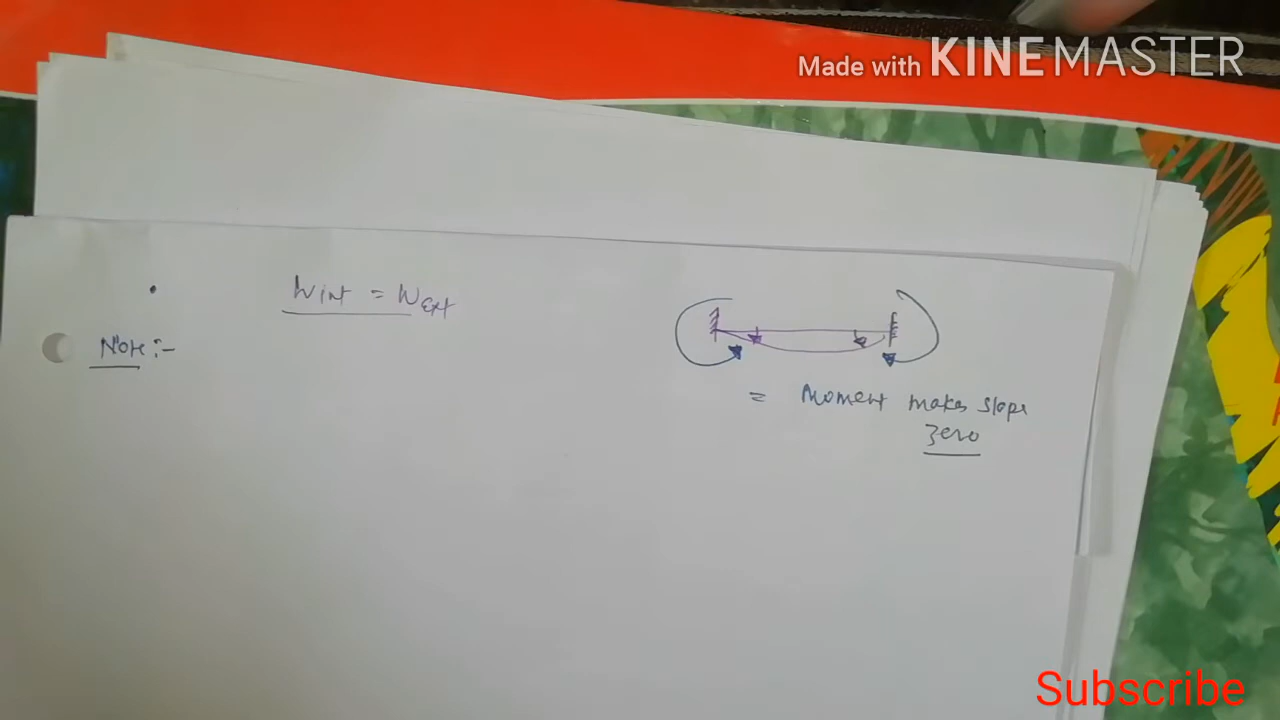 Made with KINEMASTER
Wint = WExt
Note :-
= Moment makes slope
zero
Subscribe